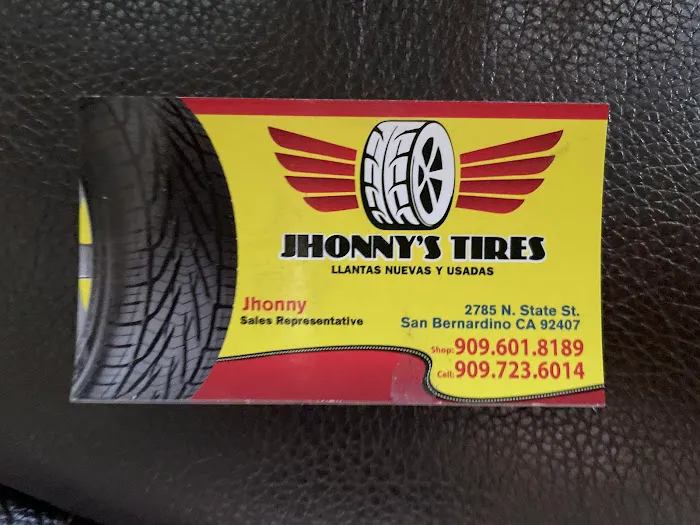 JHONNY'S TIRES
LLANTAS NUEVAS Y USADAS
Jhonny
Sales Representative
2785 N. State St.
San Bernardino CA 92407
Shop: 909.601.8189
Cell: 909.723.6014